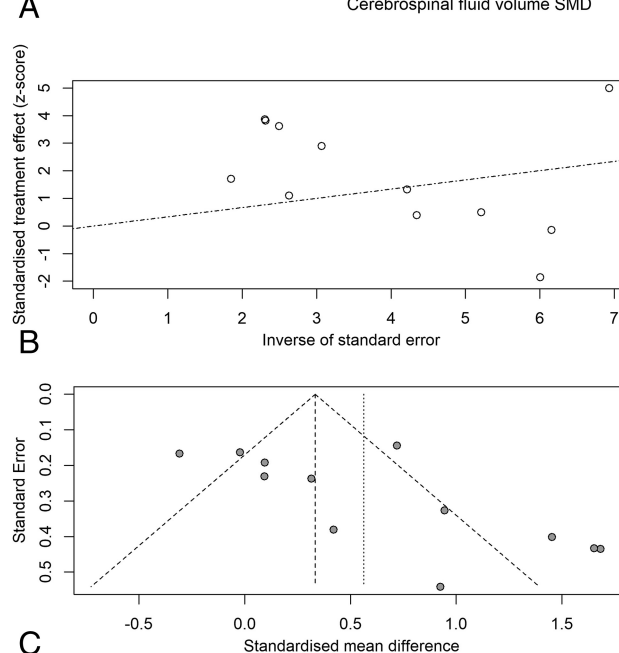 A
Cerebrospinal fluid volume SMD
Standardised treatment effect (z-score)
5
4
3
2
1
0
-1
-2
0 1 2 3 4 5 6 7
Inverse of standard error
B
Standard Error
0.0
0.1
0.2
0.3
0.4
0.5
-0.5 0.0 0.5 1.0 1.5
Standardised mean difference
C